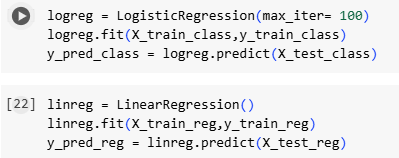 logreg = LogisticRegression(max_iter= 100)
logreg.fit(X_train_class,y_train_class)
y_pred_class = logreg.predict(X_test_class)
[22] linreg = LinearRegression()
linreg.fit(X_train_reg,y_train_reg)
y_pred_reg = linreg.predict(X_test_reg)